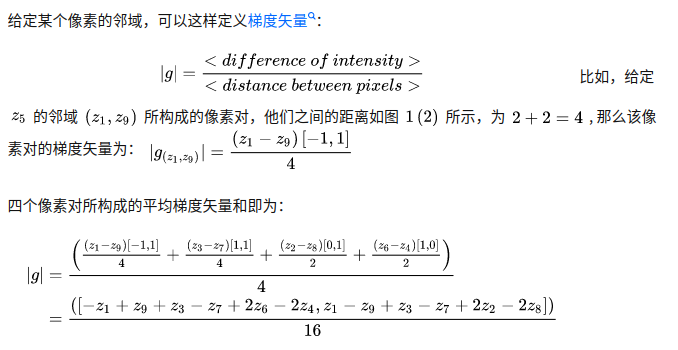 给定某个像素的邻域，可以这样定义梯度矢量：
|g| = \frac{< difference of intensity >}{< distance between pixels >} 比如，给定
z_5 的邻域 (z_1, z_9) 所构成的像素对，他们之间的距离如图 1(2) 所示，为 2 + 2 = 4 ,那么该像
素对的梯度矢量为： |g_{(z_1,z_9)}| = \frac{(z_1 − z_9)[−1,1]}{4}
四个像素对所构成的平均梯度矢量和即为：
|g| = \frac{(\frac{(z_1−z_9)[−1,1]}{4} + \frac{(z_3−z_7)[1,1]}{4} + \frac{(z_2−z_8)[0,1]}{2} + \frac{(z_6−z_4)[1,0]}{2})}{4}
= \frac{([−z_1 + z_9 + z_3 − z_7 + 2z_6 − 2z_4, z_1 − z_9 + z_3 − z_7 + 2z_2 − 2z_8])}{16}